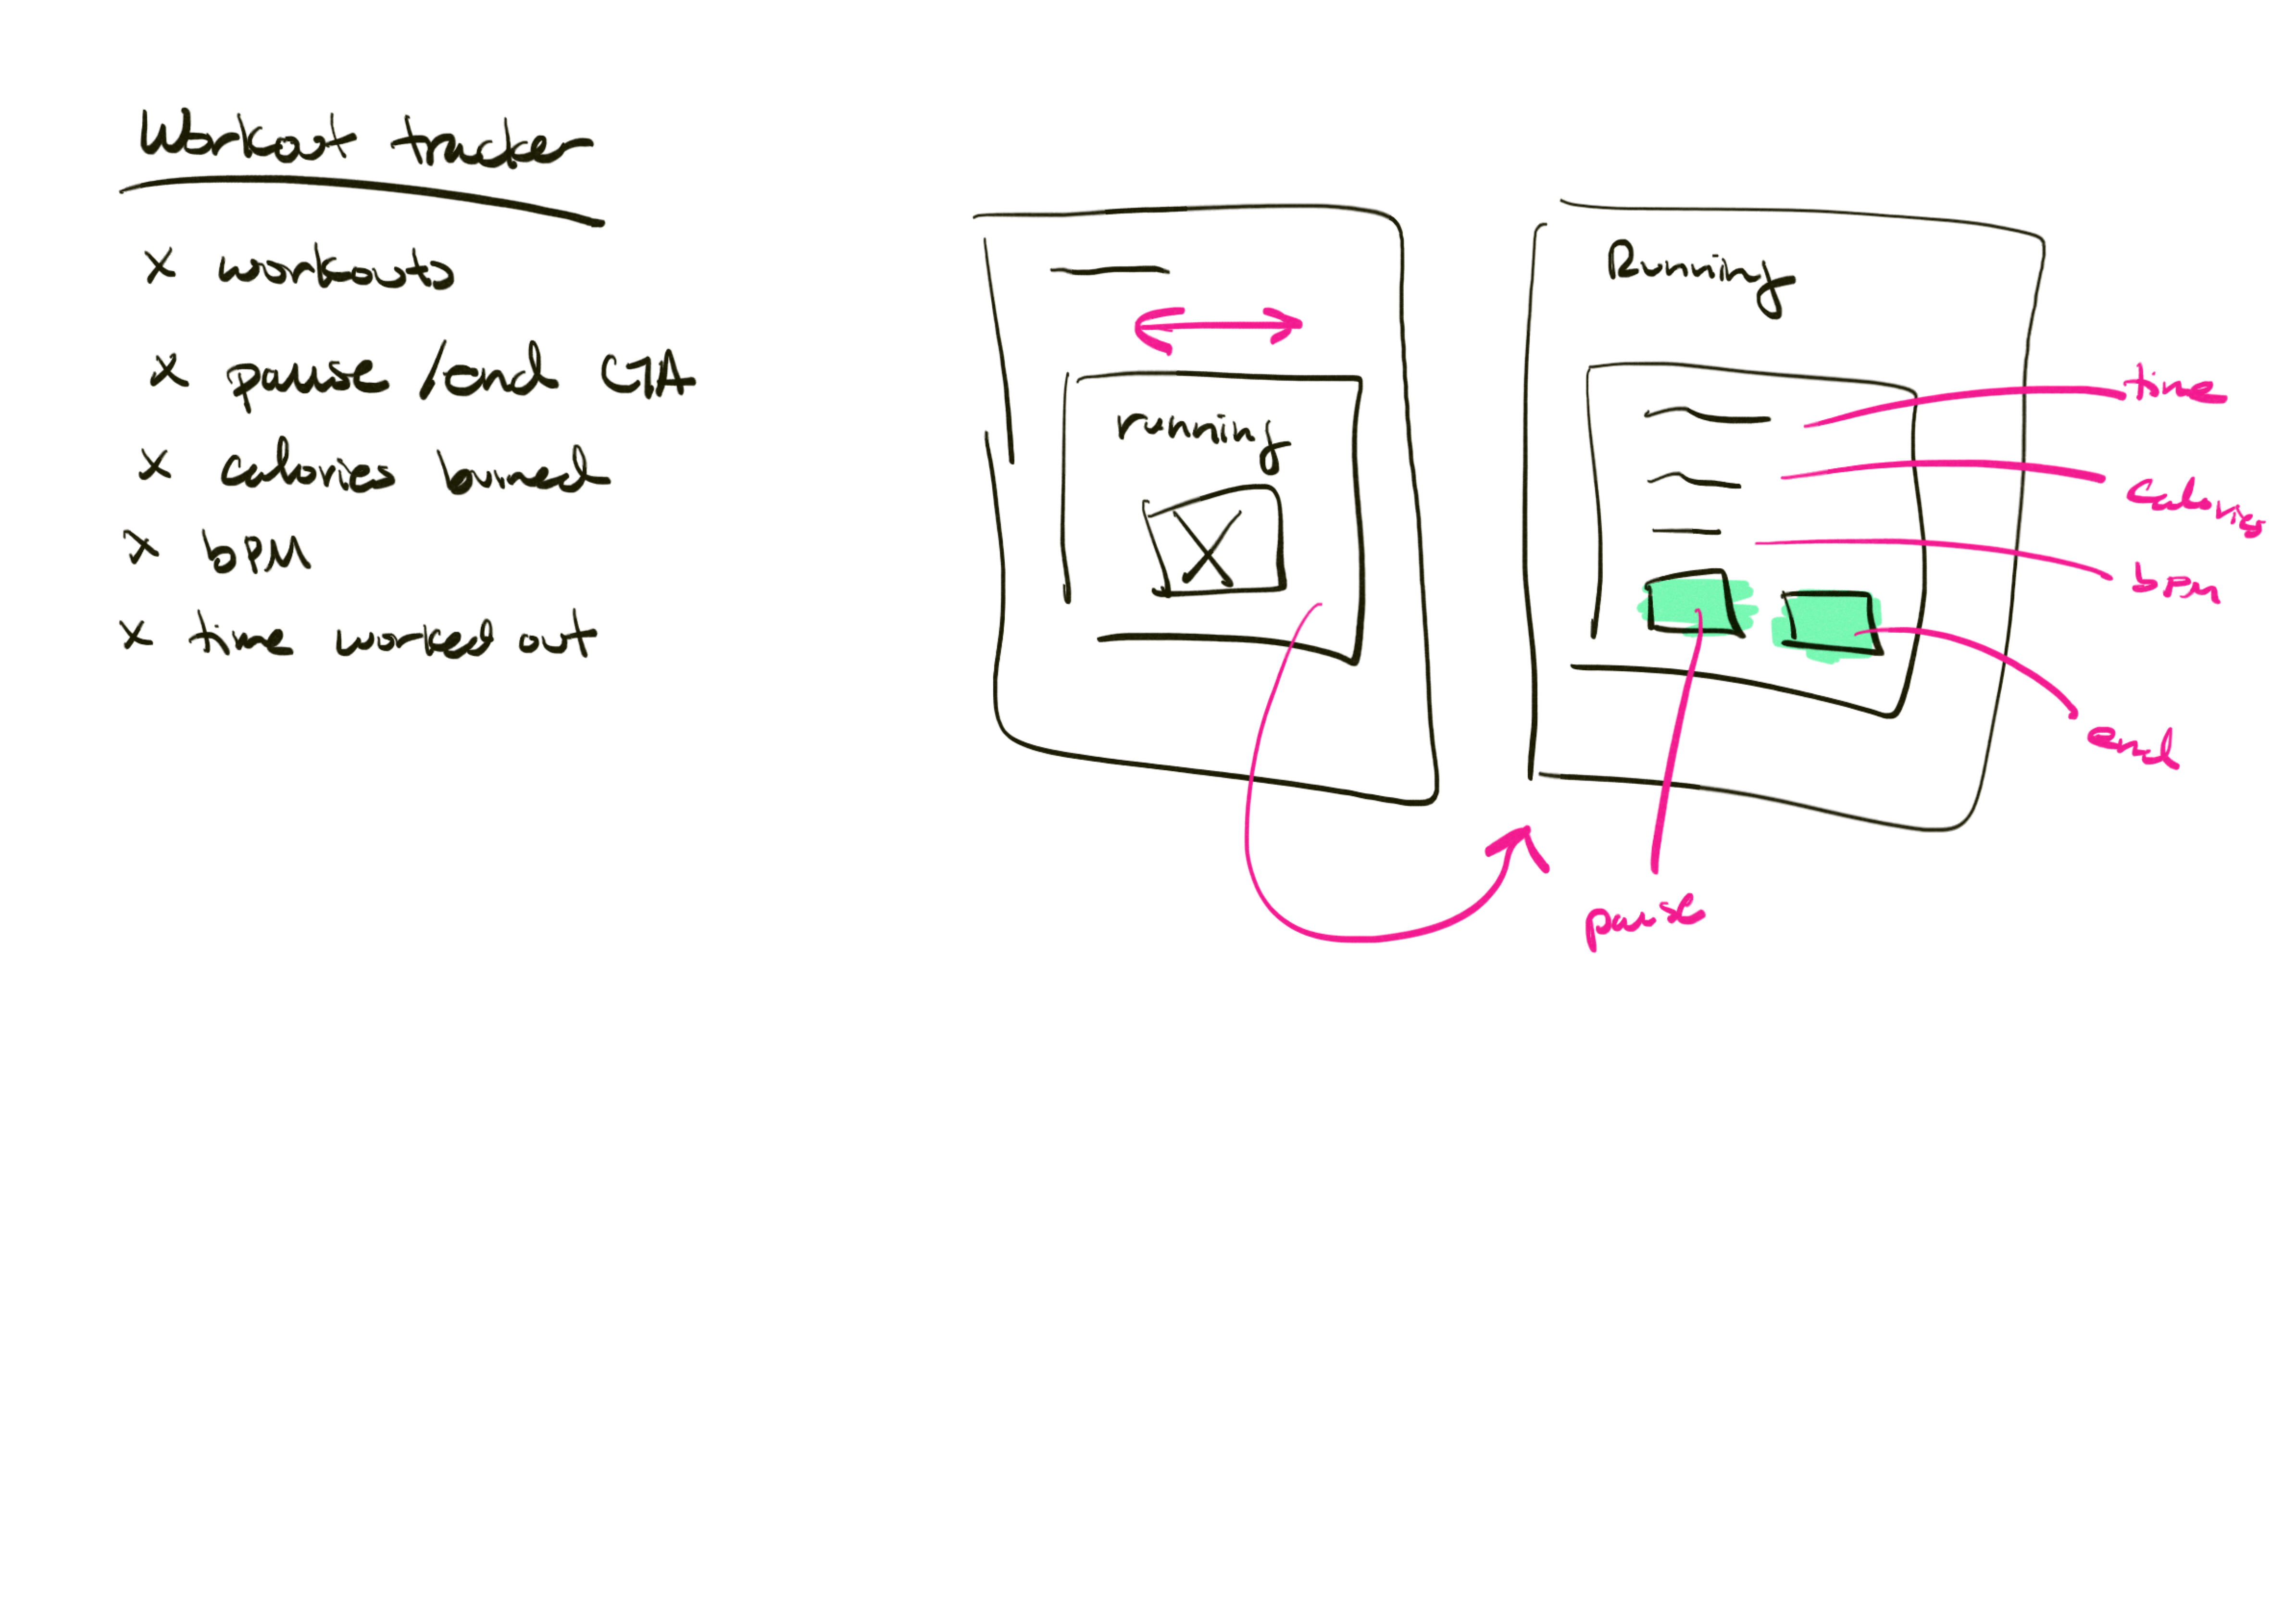 Workout tracker
x workouts
x pause /end CTA
x calories burned
x bPM
x time worked out
running
Running
time
calories
bPM
end
pause